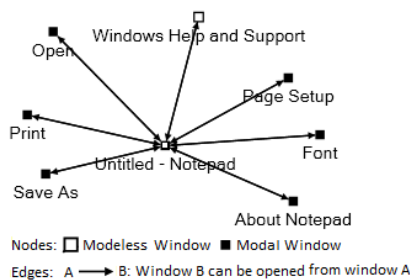 Windows Help and Support
Open
Page Setup
Print
Font
Untitled - Notepad
Save As
About Notepad
Nodes: Modeless Window Modal Window
Edges: A B: Window B can be opened from window A